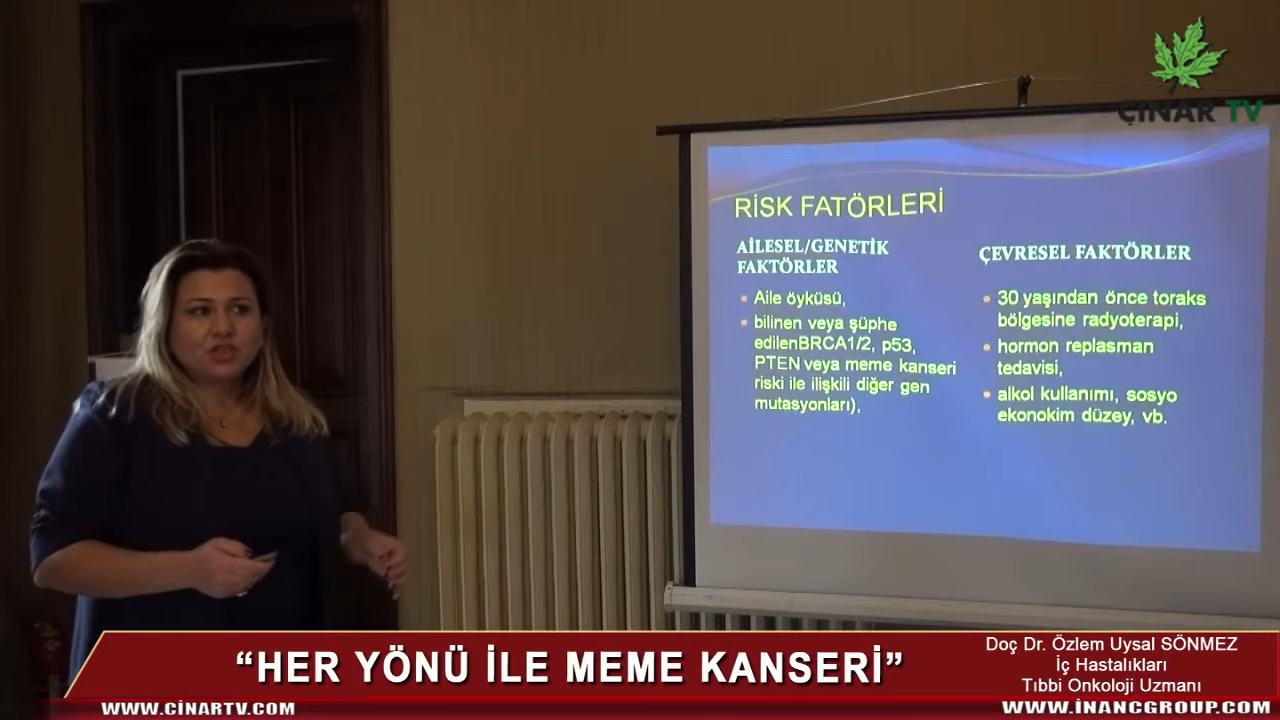 ÇINAR TV
RİSK FATÖRLERİ
AİLESEL/GENETİK
FAKTÖRLER
• Aile öyküsü,
• bilinen veya şüphe
edilenBRCA1/2, p53,
PTEN veya meme kanseri
riski ile ilişkili diğer gen
mutasyonları),
ÇEVRESEL FAKTÖRLER
• 30 yaşından önce toraks
bölgesine radyoterapi,
• hormon replasman
tedavisi,
• alkol kullanımı, sosyo
ekonokim düzey, vb.
“HER YÖNÜ İLE MEME KANSERİ”
Doç Dr. Özlem Uysal SÖNMEZ
İç Hastalıkları
Tıbbi Onkoloji Uzmanı
WWW.CİNARTV.COM
WWW.İNANCGROUP.COM